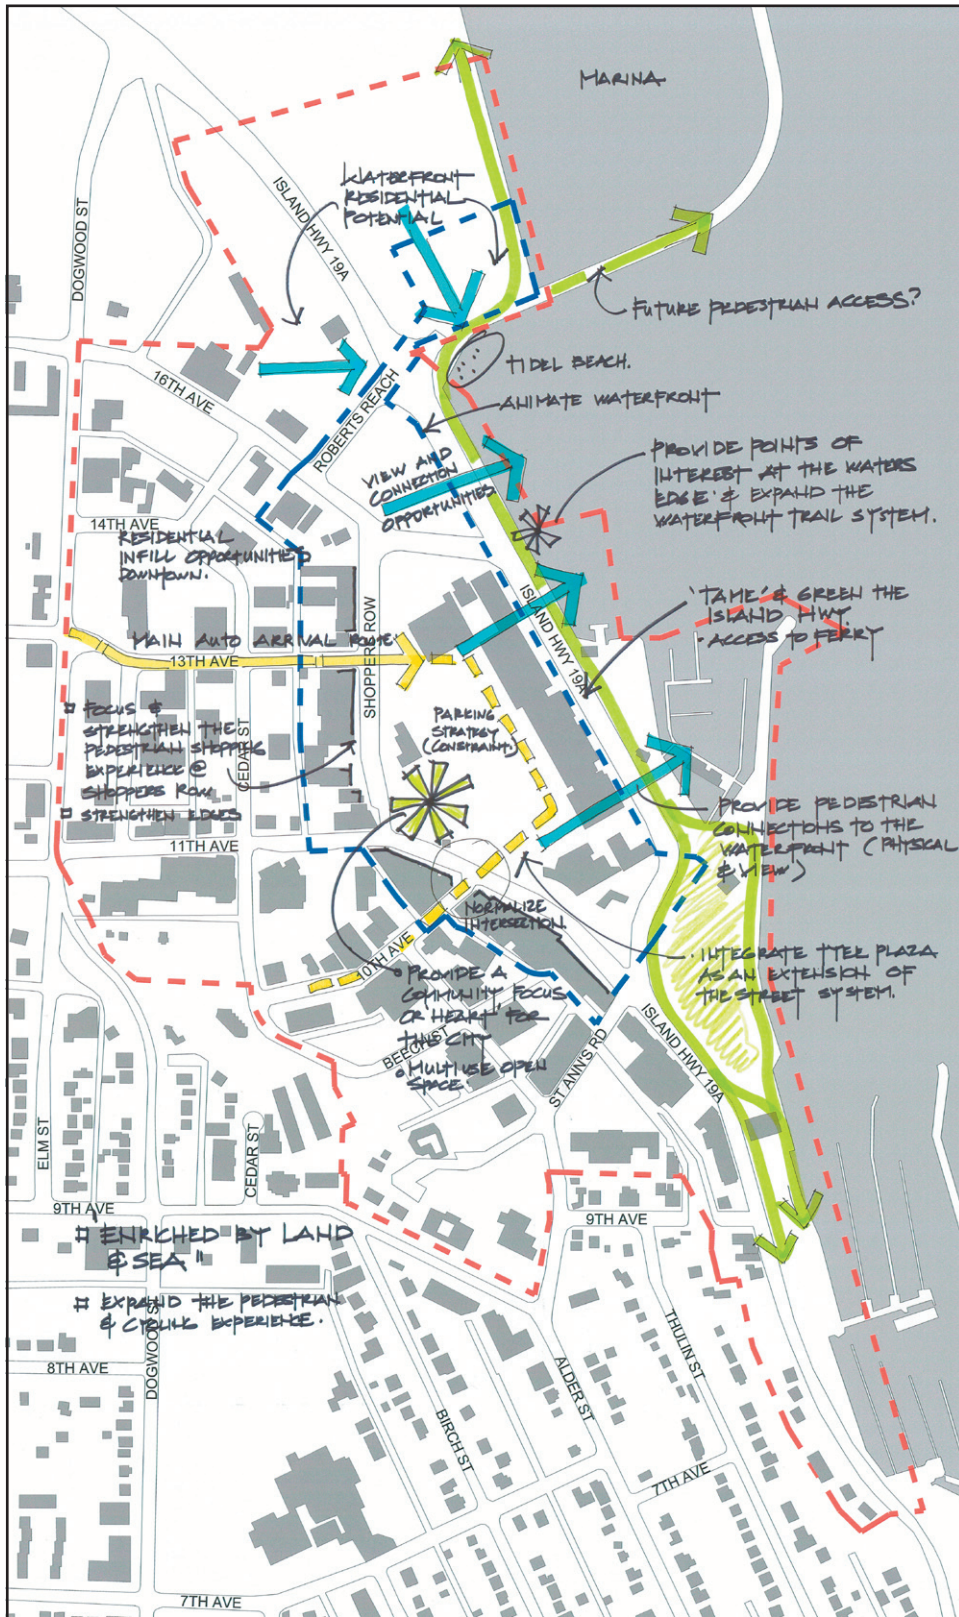 MARINA
WATERFRONT
RESIDENTIAL
POTENTIAL
ISLAND HWY 19A
DOGWOOD ST
FUTURE PEDESTRIAN ACCESS?
TIDEL BEACH.
16TH AVE
ROBERTS REACH
ANIMATE WATERFRONT
VIEW AND
CONNECTION
OPPORTUNITIES
PROVIDE POINTS OF
INTEREST AT THE WATERS
EDGE & EXPAND THE
WATERFRONT TRAIL SYSTEM.
14TH AVE
RESIDENTIAL
INFILL OPPORTUNITIES
DOWNTOWN.
'TAME' & GREEN THE
ISLAND HWY
· ACCESS TO FERRY
ISLAND HWY 19A
MAIN AUTO ARRIVAL ROUTE
13TH AVE
SHOPPERS ROW
PARKING
STRATEGY
(CONSTRAINT)
FOCUS &
STRENGTHEN THE
PEDESTRIAN SHOPPING
EXPERIENCE @
SHOPPERS ROW
STRENGTHEN EDGES
CEDAR ST
11TH AVE
PROVIDE PEDESTRIAN
CONNECTIONS TO THE
WATERFRONT (PHYSICAL
& VIEW)
NORMALIZE
INTERSECTION.
10TH AVE
· INTEGRATE TYEE PLAZA
AS AN EXTENSION OF
THE STREET SYSTEM.
PROVIDE A
COMMUNITY FOCUS
OR 'HEART' FOR
THE CITY
MULTIUSE OPEN
SPACE.
BEECH ST
ST ANN'S RD
ISLAND HWY 19A
ELM ST
CEDAR ST
9TH AVE
9TH AVE
"ENRICHED BY LAND
& SEA"
EXPAND THE PEDESTRIAN
& CYCLING EXPERIENCE.
DOGWOOD ST
8TH AVE
BIRCH ST
ALDER ST
THULIN ST
7TH AVE
7TH AVE